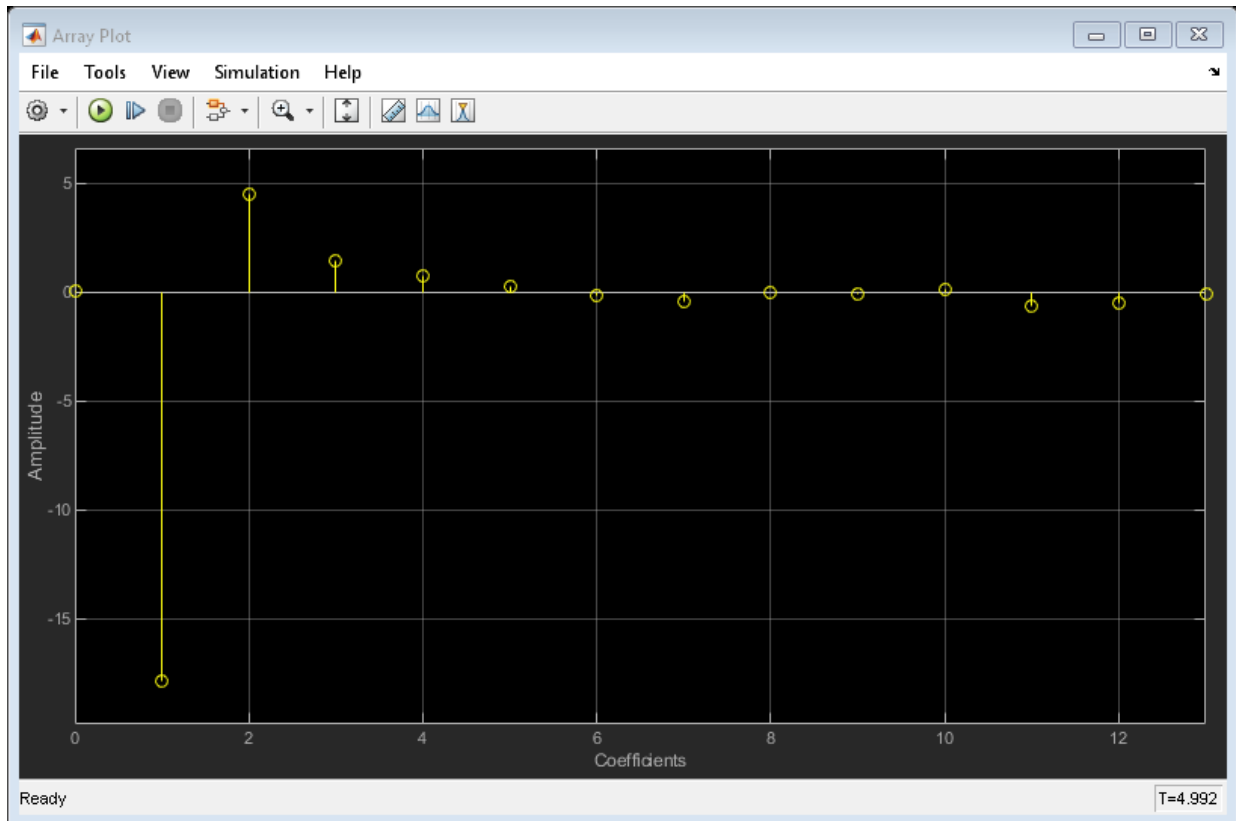 Array Plot
File Tools View Simulation Help
5
0
-5
-10
-15
Amplitude
0 2 4 6 8 10 12
Coefficients
Ready T=4.992